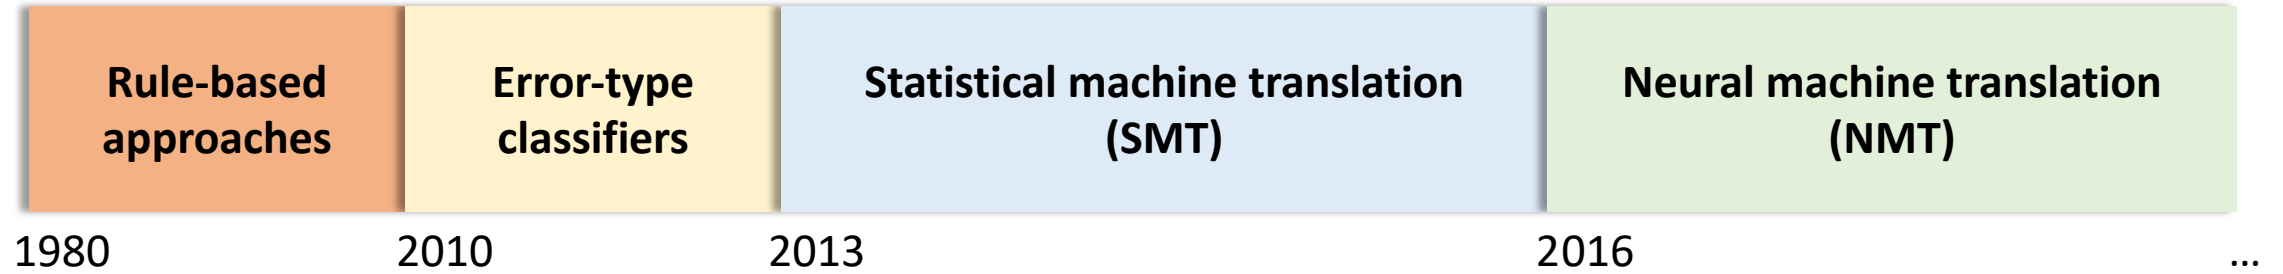 Rule-based
approaches
Error-type
classifiers
Statistical machine translation
(SMT)
Neural machine translation
(NMT)
1980
2010
2013
2016
...